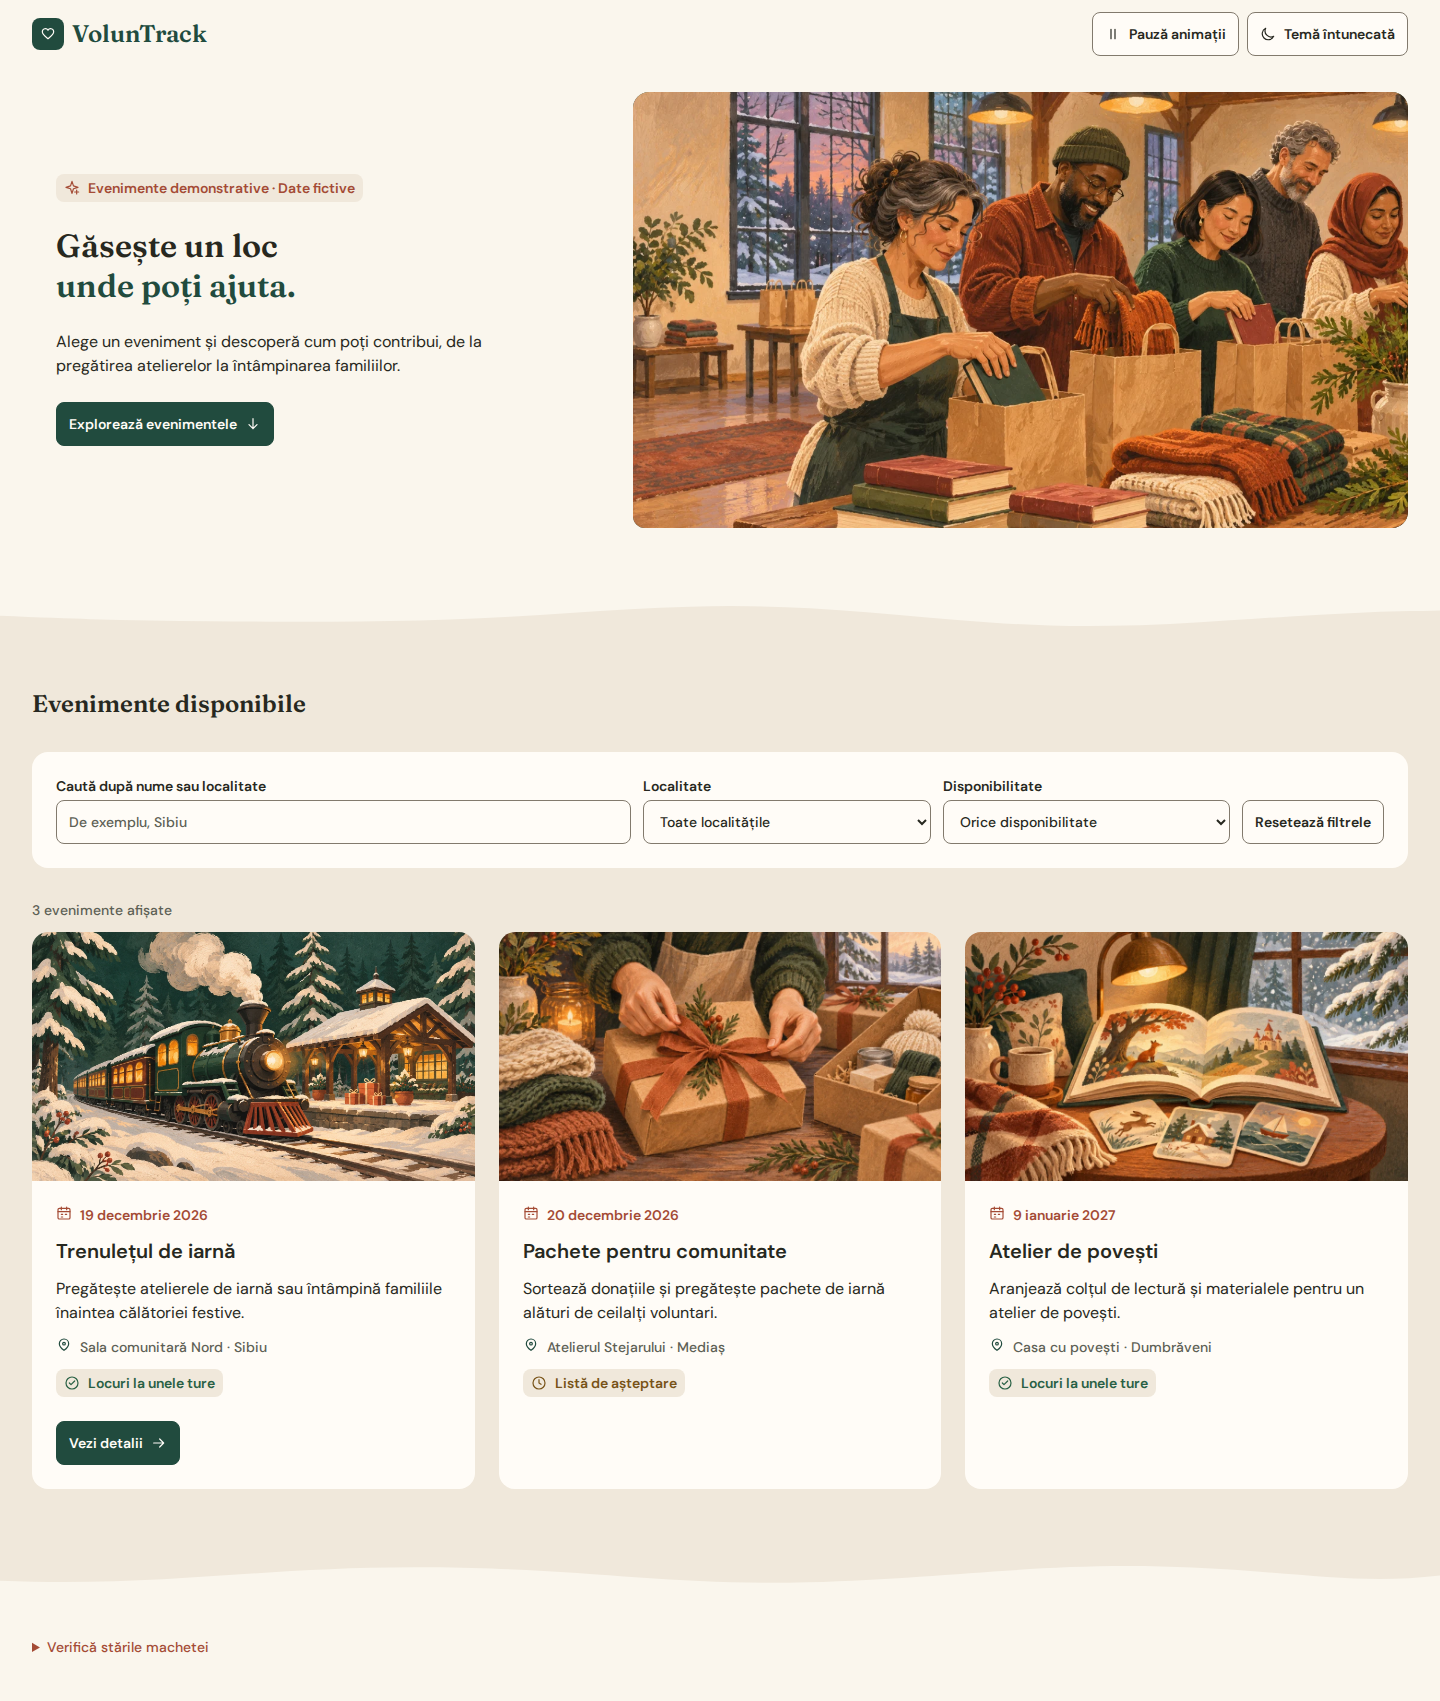 VolunTrack
Pauză animații
Temă întunecată
Evenimente demonstrative · Date fictive
Găsește un loc
unde poți ajuta.
Alege un eveniment și descoperă cum poți contribui, de la
pregătirea atelierelor la întâmpinarea familiilor.
Explorează evenimentele
Evenimente disponibile
Caută după nume sau localitate
Localitate
Disponibilitate
De exemplu, Sibiu
Toate localitățile
Orice disponibilitate
Resetează filtrele
3 evenimente afișate
19 decembrie 2026
Trenulețul de iarnă
Pregătește atelierele de iarnă sau întâmpină familiile
înaintea călătoriei festive.
Sala comunitară Nord · Sibiu
Locuri la unele ture
Vezi detalii
20 decembrie 2026
Pachete pentru comunitate
Sortează donațiile și pregătește pachete de iarnă
alături de ceilalți voluntari.
Atelierul Stejarului · Mediaș
Listă de așteptare
9 ianuarie 2027
Atelier de povești
Aranjează colțul de lectură și materialele pentru un
atelier de povești.
Casa cu povești · Dumbrăveni
Locuri la unele ture
Verifică stările machetei